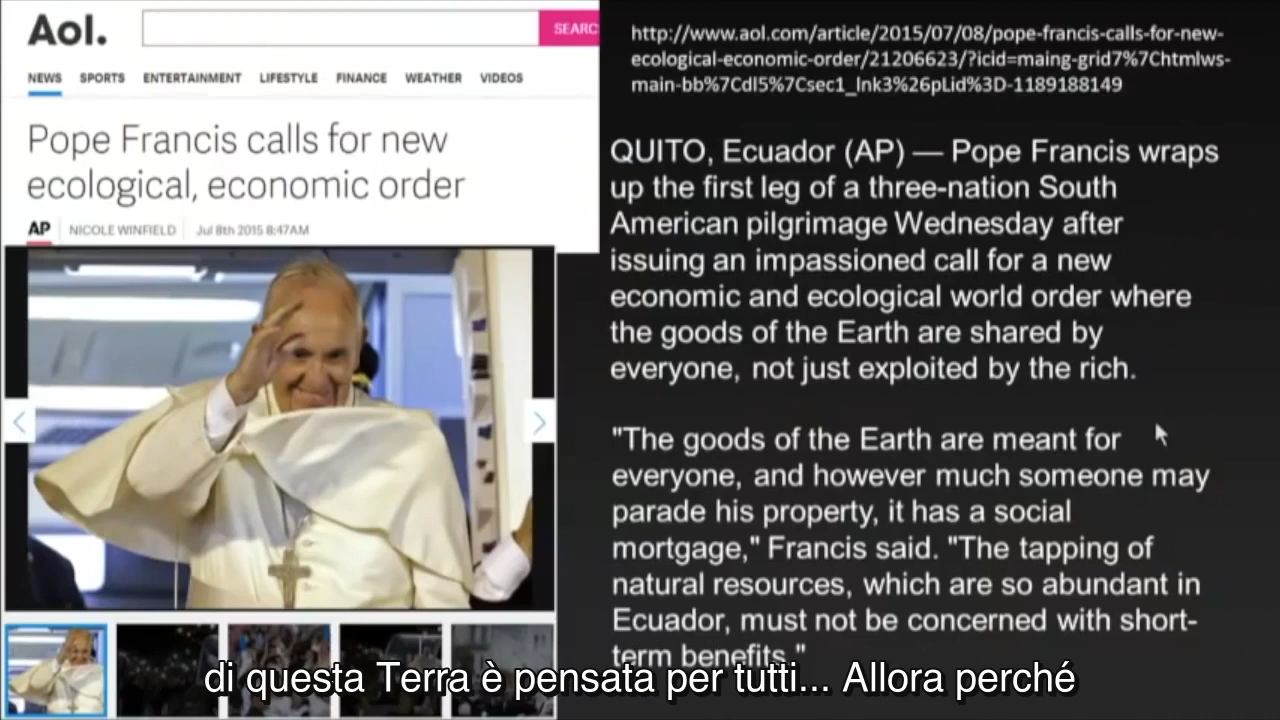 Aol.
SEARC
NEWS SPORTS ENTERTAINMENT LIFESTYLE FINANCE WEATHER VIDEOS
Pope Francis calls for new
ecological, economic order
AP NICOLE WINFIELD Jul 8th 2015 8:47AM
http://www.aol.com/article/2015/07/08/pope-francis-calls-for-new-
ecological-economic-order/21206623/?icid=maing-grid7%7Chtmlws-
main-bb%7Cdl5%7Csec1_lnk3%26pLid%3D-1189188149
QUITO, Ecuador (AP) — Pope Francis wraps
up the first leg of a three-nation South
American pilgrimage Wednesday after
issuing an impassioned call for a new
economic and ecological world order where
the goods of the Earth are shared by
everyone, not just exploited by the rich.
"The goods of the Earth are meant for
everyone, and however much someone may
parade his property, it has a social
mortgage," Francis said. "The tapping of
natural resources, which are so abundant in
Ecuador, must not be concerned with short-
term benefits."
di questa Terra è pensata per tutti... Allora perché